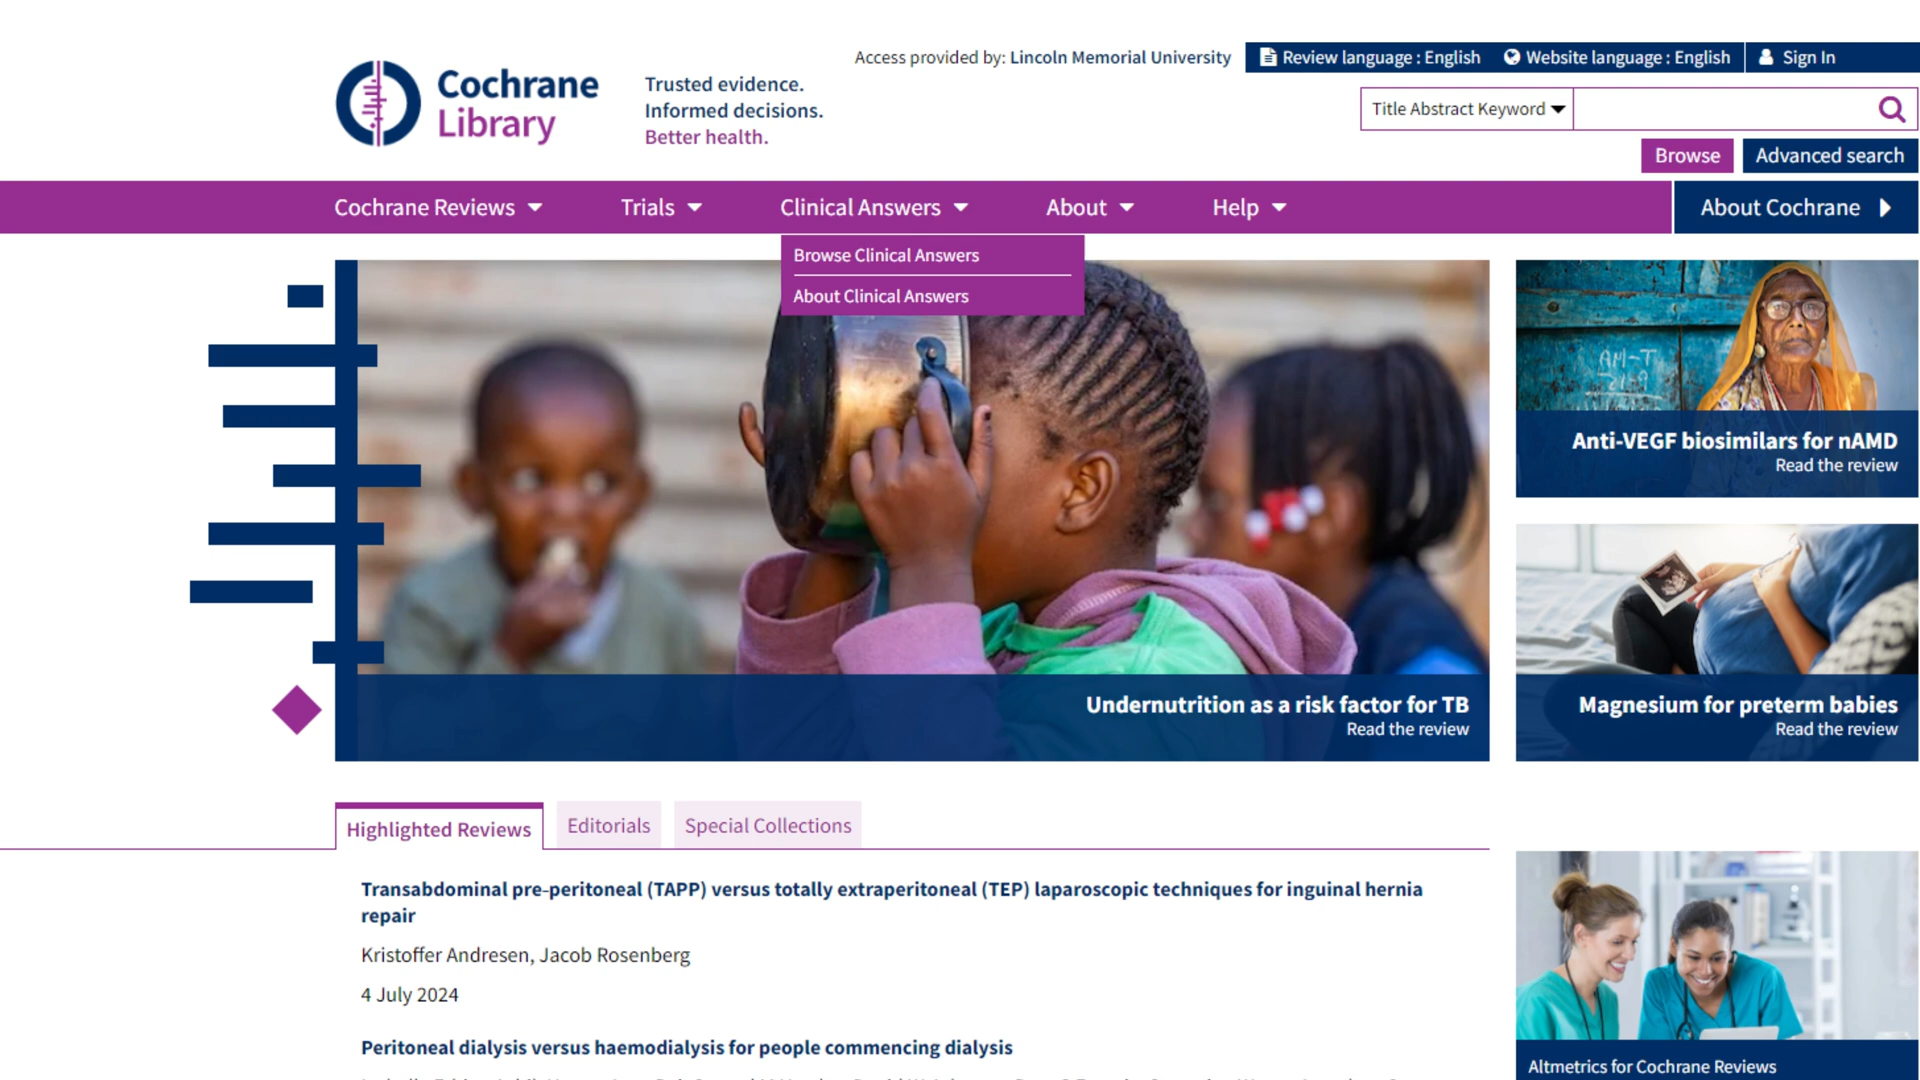 Access provided by: Lincoln Memorial University
Review language : English
Website language : English
Sign In
Cochrane
Library
Trusted evidence.
Informed decisions.
Better health.
Title Abstract Keyword
Browse
Advanced search
Cochrane Reviews
Trials
Clinical Answers
About
Help
About Cochrane
Browse Clinical Answers
About Clinical Answers
AM-T
Anti-VEGF biosimilars for nAMD
Read the review
Undernutrition as a risk factor for TB
Read the review
Magnesium for preterm babies
Read the review
Highlighted Reviews
Editorials
Special Collections
Transabdominal pre-peritoneal (TAPP) versus totally extraperitoneal (TEP) laparoscopic techniques for inguinal hernia
repair
Kristoffer Andresen, Jacob Rosenberg
4 July 2024
Peritoneal dialysis versus haemodialysis for people commencing dialysis
Altmetrics for Cochrane Reviews